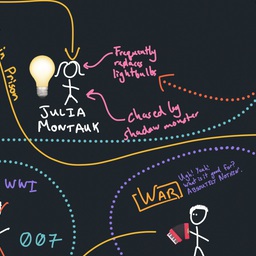 in Prison
Frequently
replaces
lightbulbs
JULIA
MONTAUK
chased by
shadow monster
WWI
007
[WAR]
Ugh! Yeah!
What is it good for?
Absolutely Nothin'.